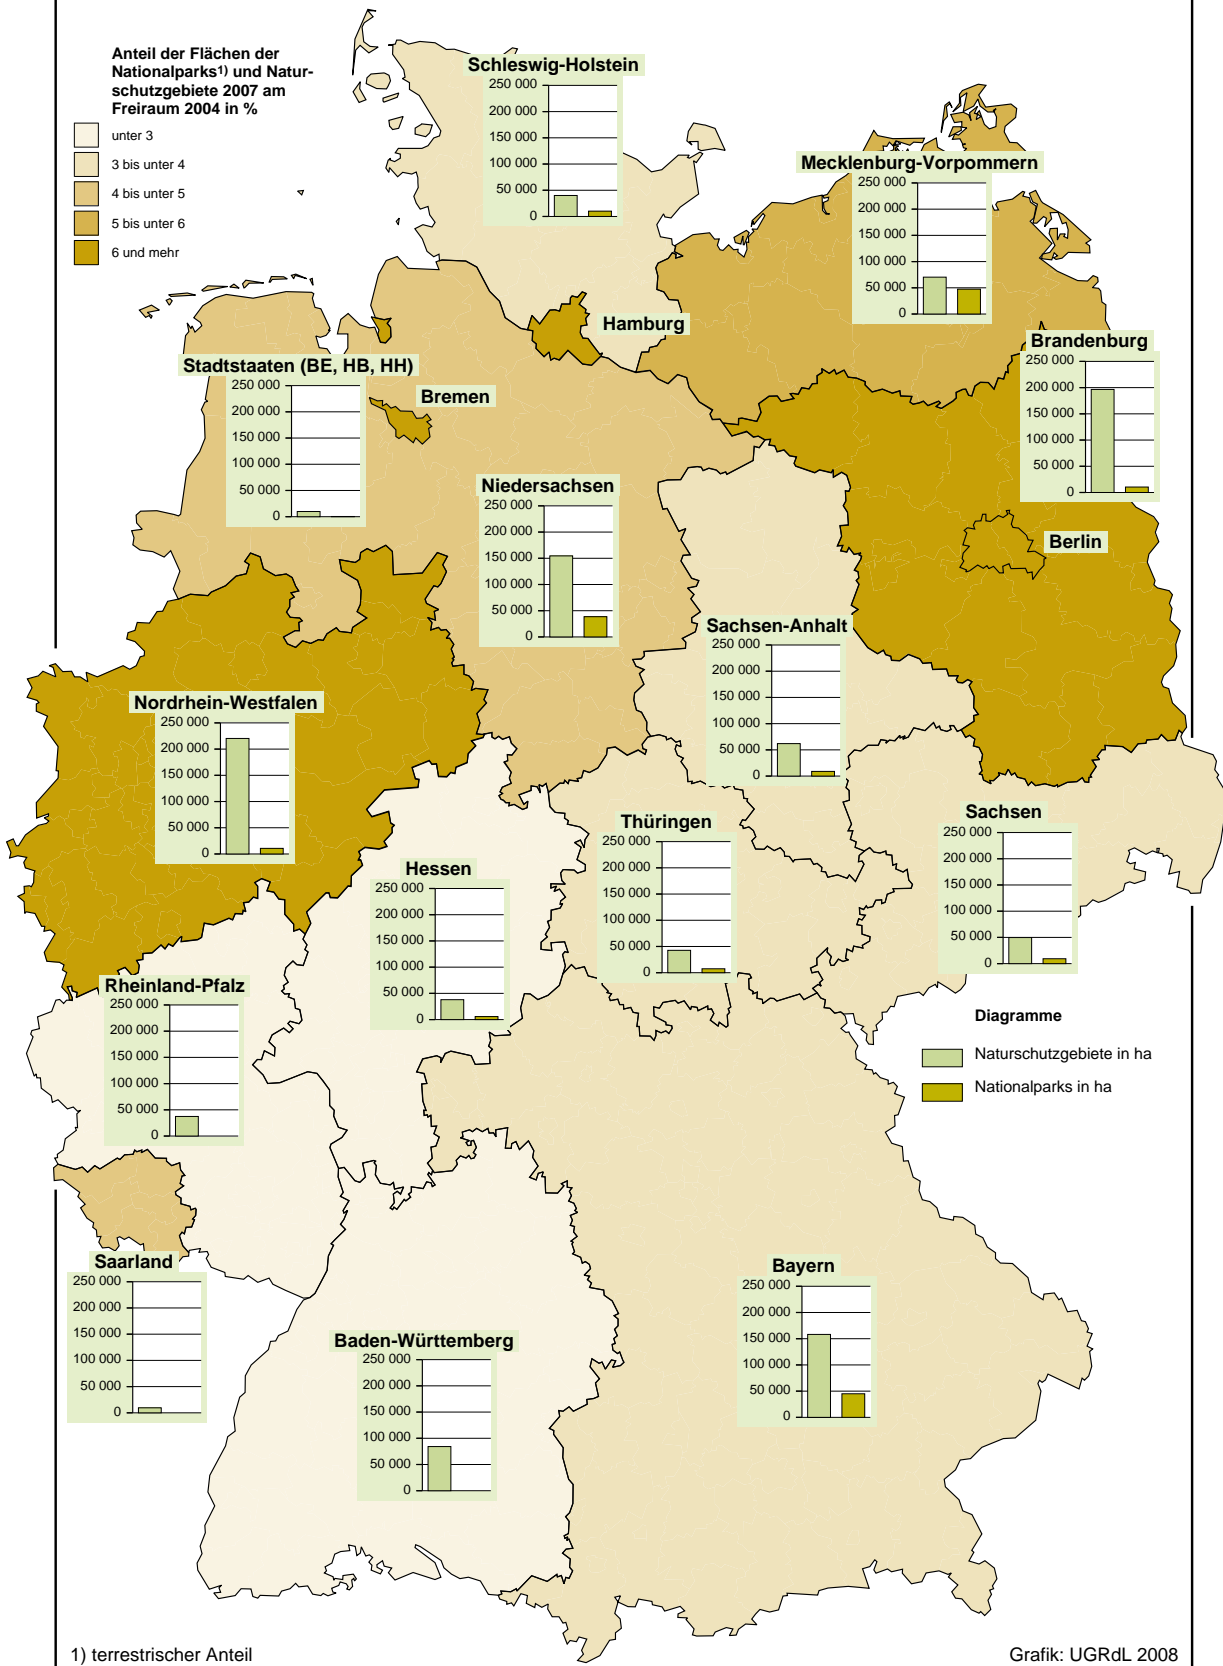 Anteil der Flächen der
Nationalparks1) und Natur-
schutzgebiete 2007 am
Freiraum 2004 in %
unter 3
3 bis unter 4
4 bis unter 5
5 bis unter 6
6 und mehr
Schleswig-Holstein
250 000
200 000
150 000
100 000
50 000
0
Mecklenburg-Vorpommern
250 000
200 000
150 000
100 000
50 000
0
Hamburg
Brandenburg
250 000
200 000
150 000
100 000
50 000
0
Stadtstaaten (BE, HB, HH)
250 000
200 000
150 000
100 000
50 000
0
Bremen
Niedersachsen
250 000
200 000
150 000
100 000
50 000
0
Berlin
Sachsen-Anhalt
250 000
200 000
150 000
100 000
50 000
0
Nordrhein-Westfalen
250 000
200 000
150 000
100 000
50 000
0
Sachsen
250 000
200 000
150 000
100 000
50 000
0
Thüringen
250 000
200 000
150 000
100 000
50 000
0
Hessen
250 000
200 000
150 000
100 000
50 000
0
Rheinland-Pfalz
250 000
200 000
150 000
100 000
50 000
0
Diagramme
Naturschutzgebiete in ha
Nationalparks in ha
Saarland
250 000
200 000
150 000
100 000
50 000
0
Bayern
250 000
200 000
150 000
100 000
50 000
0
Baden-Württemberg
250 000
200 000
150 000
100 000
50 000
0
1) terrestrischer Anteil
Grafik: UGRdL 2008